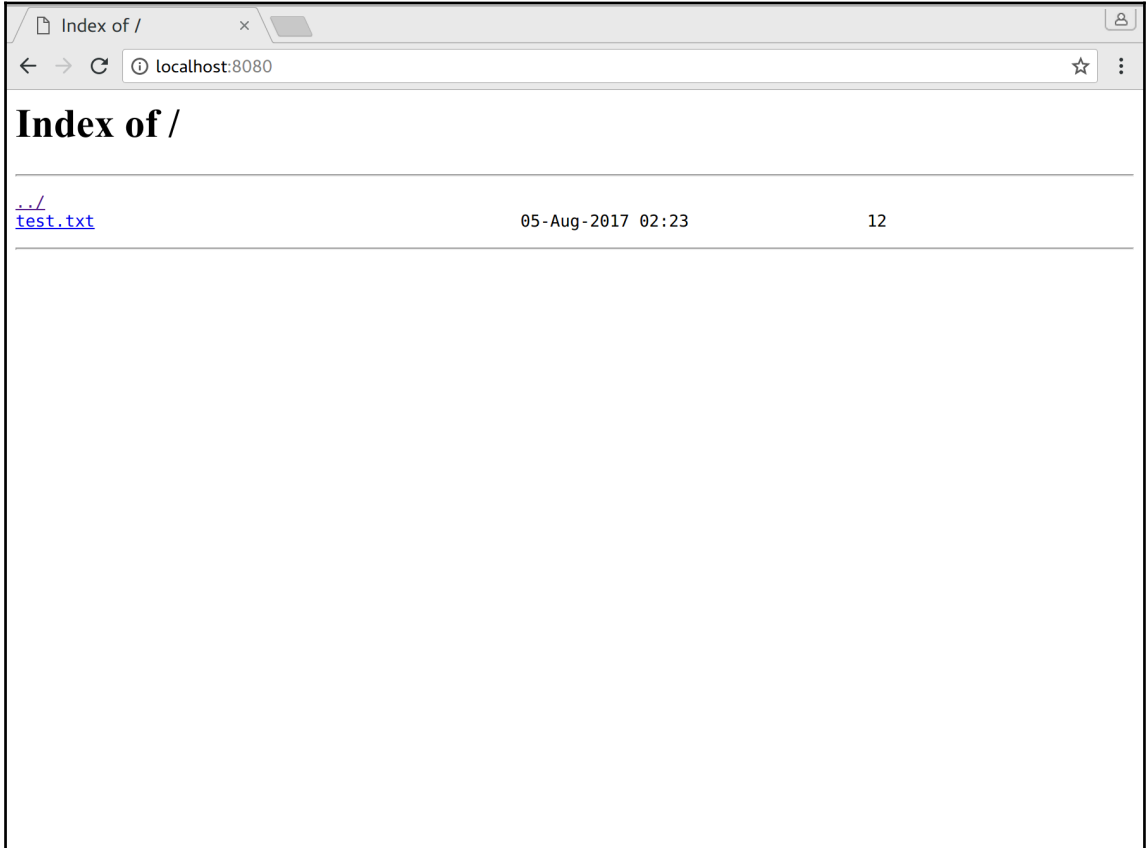 Index of /
localhost:8080
Index of /
../
test.txt 05-Aug-2017 02:23 12